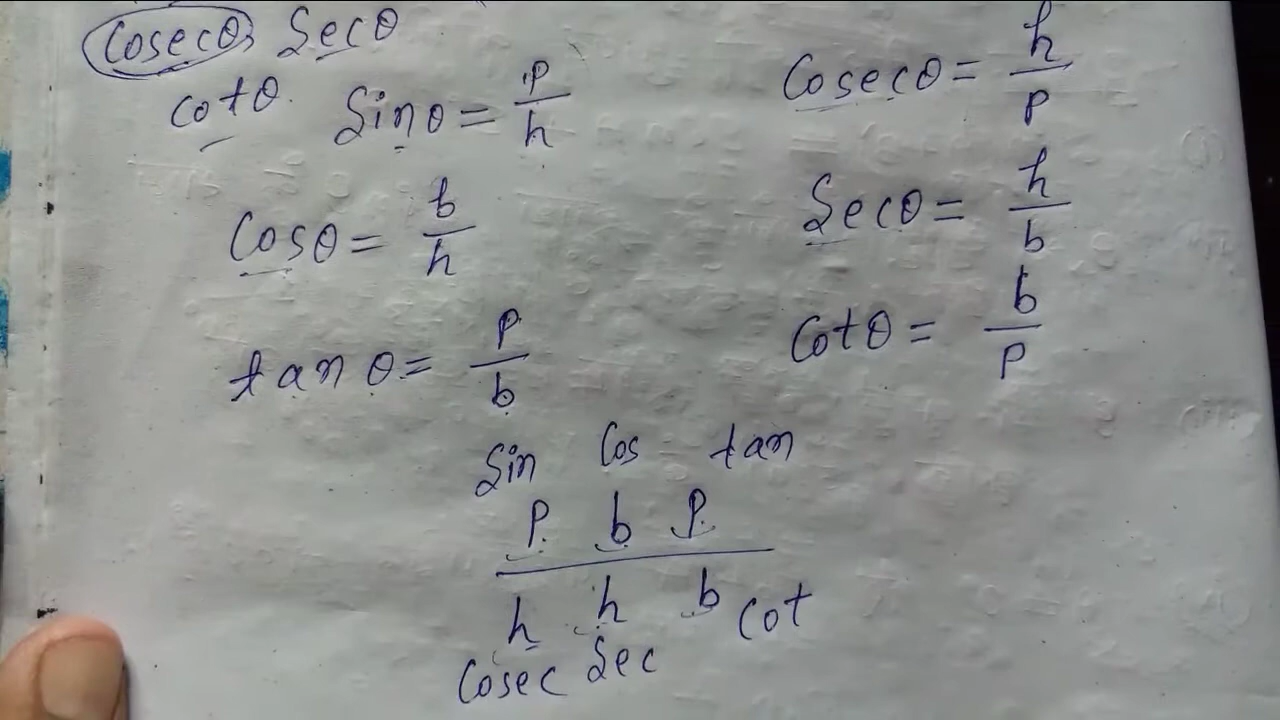 Cosecθ, Secθ
cotθ. Sinθ = p/h
Cosecθ = h/p
Cosθ = b/h
Secθ = h/b
tanθ = p/b
Cotθ = b/p
Sin Cos tan
P b P
h h b Cot
Cosec Sec